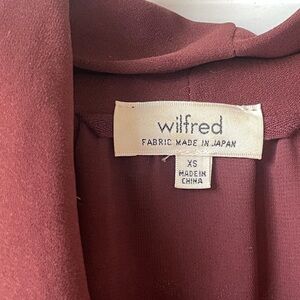 wilfred
FABRIC MADE IN JAPAN
XS
MADE IN
CHINA